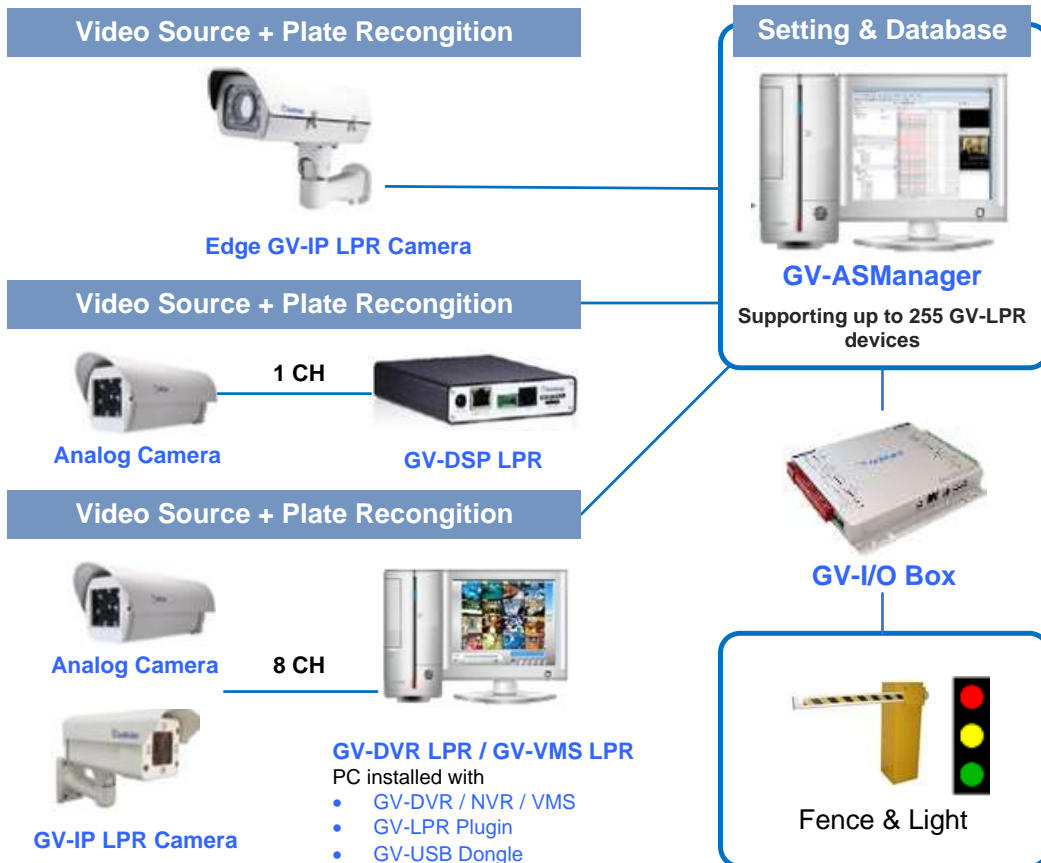 Video Source + Plate Recongition
Edge GV-IP LPR Camera
Setting & Database
GV-ASManager
Supporting up to 255 GV-LPR
devices
Video Source + Plate Recongition
1 CH
Analog Camera
GV-DSP LPR
Video Source + Plate Recongition
Analog Camera
8 CH
GV-IP LPR Camera
GV-DVR LPR / GV-VMS LPR
PC installed with
• GV-DVR / NVR / VMS
• GV-LPR Plugin
• GV-USB Dongle
GV-I/O Box
Fence & Light